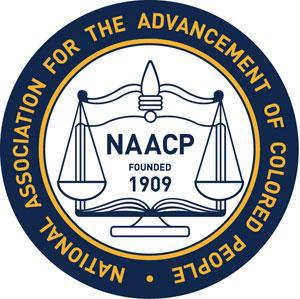 NATIONAL ASSOCIATION FOR THE ADVANCEMENT OF COLORED PEOPLE •
NAACP
FOUNDED
1909